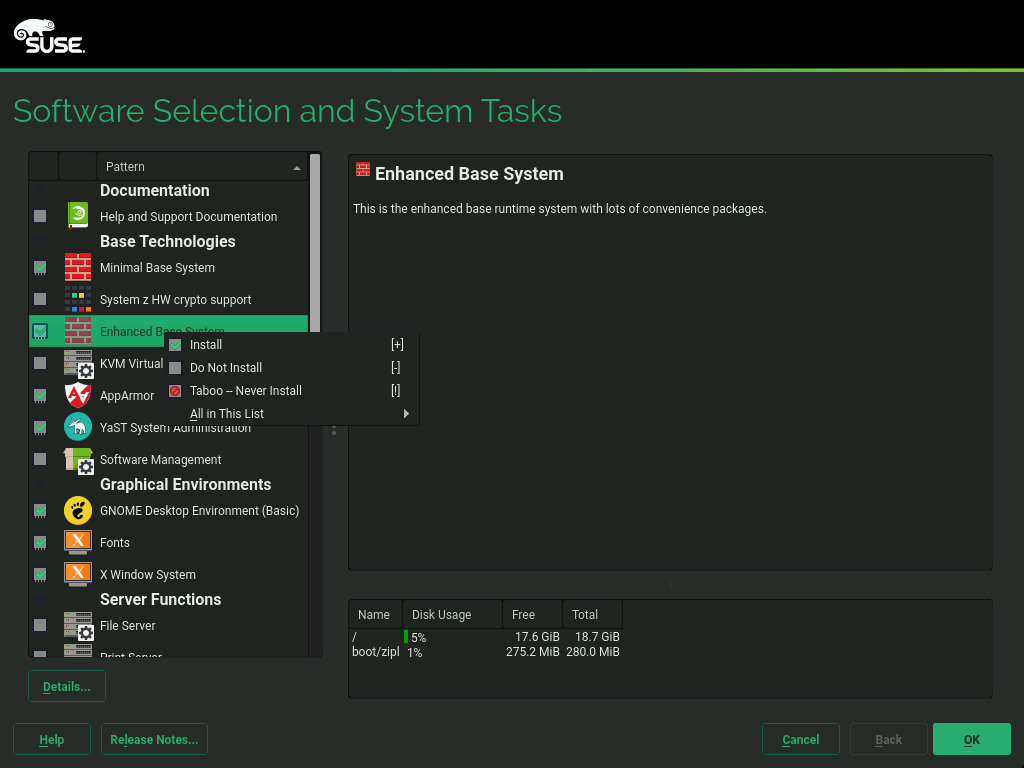 SUSE.
Software Selection and System Tasks
Pattern
Documentation
Help and Support Documentation
Base Technologies
Minimal Base System
System z HW crypto support
Enhanced Base System
KVM Virtual
AppArmor
YaST System Administration
Software Management
Graphical Environments
GNOME Desktop Environment (Basic)
Fonts
X Window System
Server Functions
File Server
Print Server
Install [+]
Do Not Install [-]
Taboo -- Never Install [!]
All in This List
Enhanced Base System
This is the enhanced base runtime system with lots of convenience packages.
Name Disk Usage Free Total
/ 5% 17.6 GiB 18.7 GiB
boot/zipl 1% 275.2 MiB 280.0 MiB
Details...
Help Release Notes... Cancel Back OK